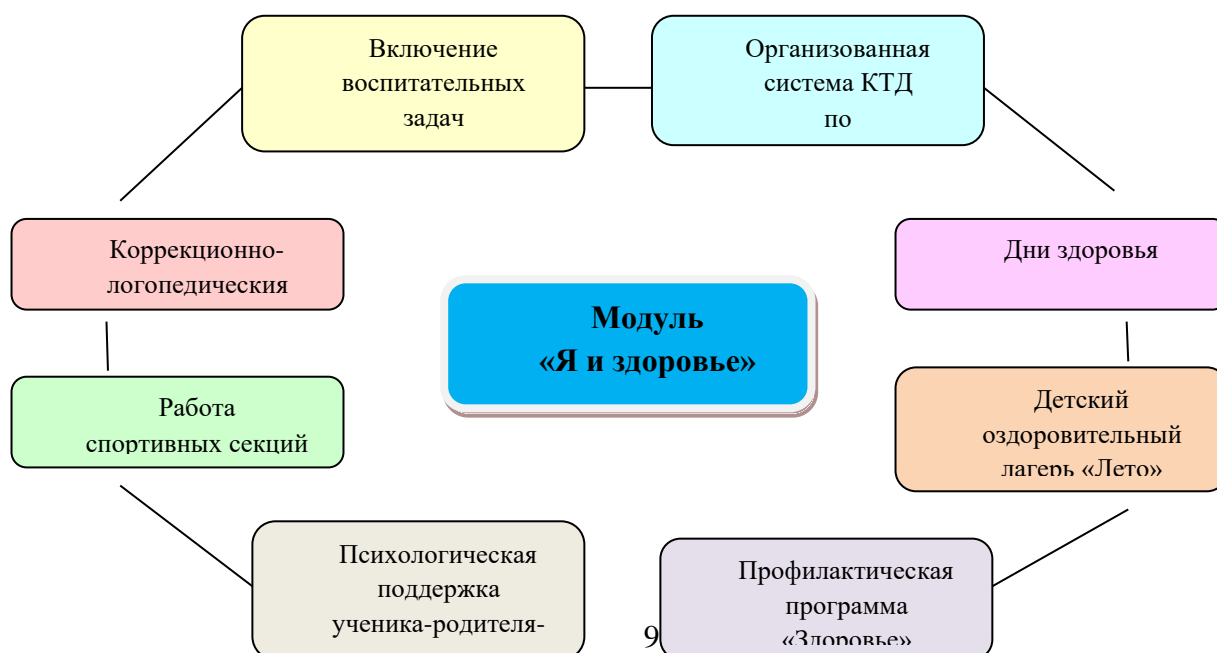 Включение
воспитательных
задач
Организованная
система КТД
по
Коррекционно-
логопедическия
Дни здоровья
Модуль
«Я и здоровье»
Работа
спортивных секций
Детский
оздоровительный
лагерь «Лето»
Психологическая
поддержка
ученика-родителя-
Профилактическая
программа
«Здоровье»
9